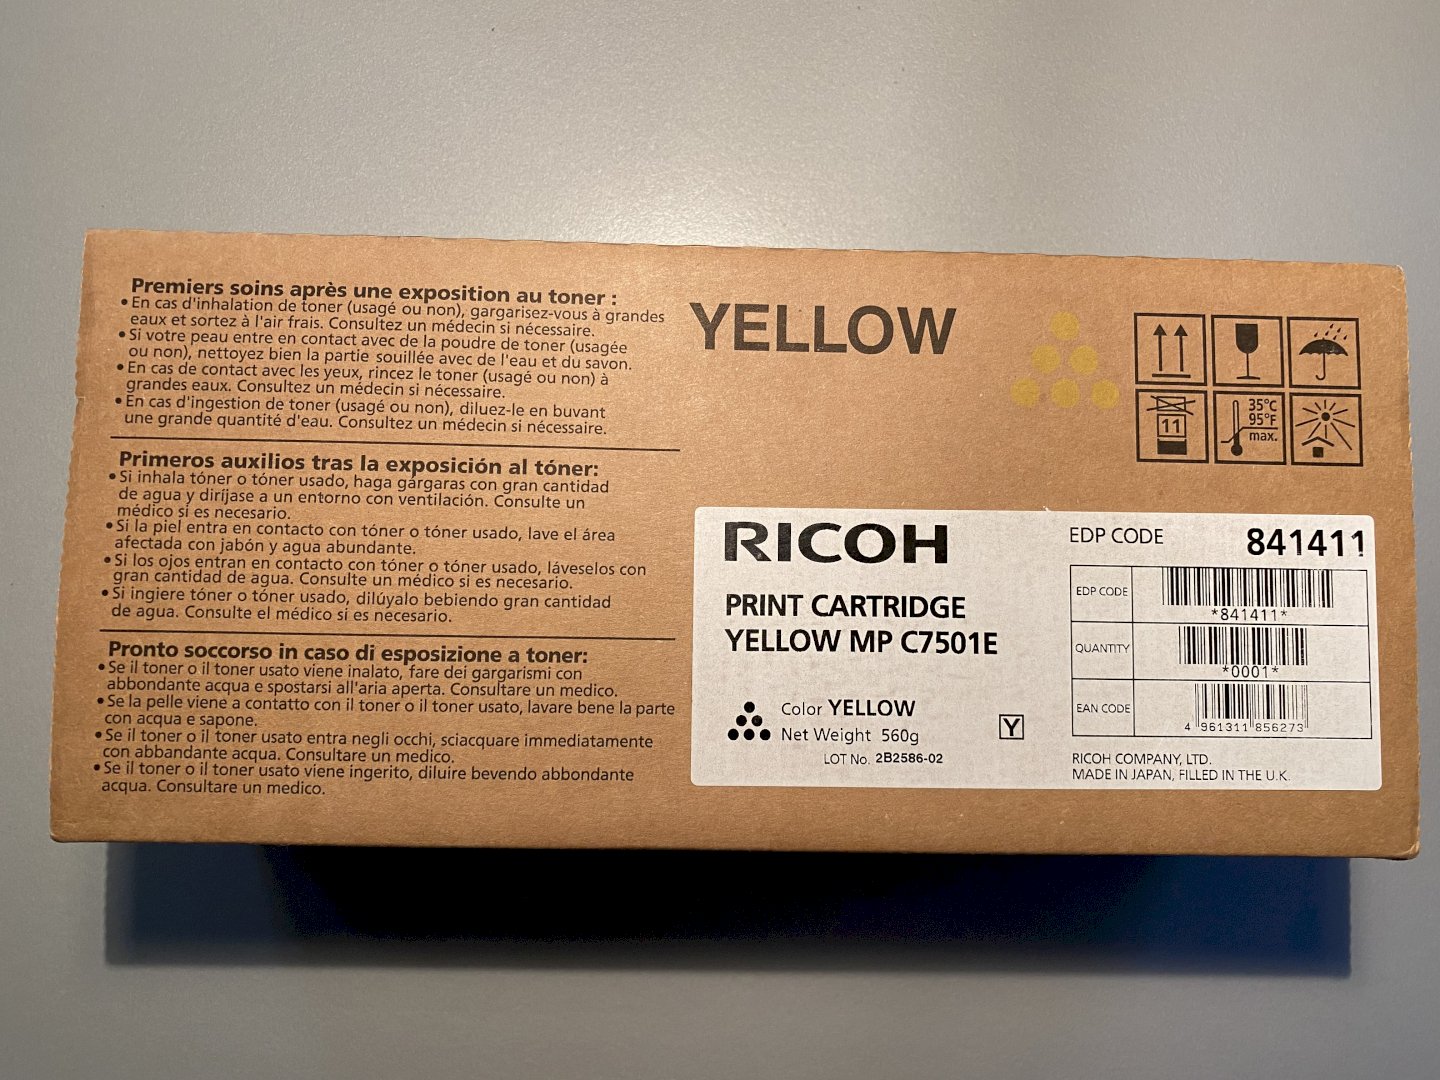 Premiers soins après une exposition au toner :
• En cas d'inhalation de toner (usagé ou non), gargarisez-vous à grandes
eaux et sortez à l'air frais. Consultez un médecin si nécessaire.
• Si votre peau entre en contact avec de la poudre de toner (usagée
ou non), nettoyez bien la partie souillée avec de l'eau et du savon.
• En cas de contact avec les yeux, rincez le toner (usagé ou non) à
grandes eaux. Consultez un médecin si nécessaire.
• En cas d'ingestion de toner (usagé ou non), diluez-le en buvant
une grande quantité d'eau. Consultez un médecin si nécessaire.
Primeros auxilios tras la exposición al tóner:
• Si inhala tóner o tóner usado, haga gárgaras con gran cantidad
de agua y diríjase a un entorno con ventilación. Consulte un
médico si es necesario.
• Si la piel entra en contacto con tóner o tóner usado, lave el área
afectada con jabón y agua abundante.
• Si los ojos entran en contacto con tóner o tóner usado, láveselos con
gran cantidad de agua. Consulte un médico si es necesario.
• Si ingiere tóner o tóner usado, dilúyalo bebiendo gran cantidad
de agua. Consulte el médico si es necesario.
Pronto soccorso in caso di esposizione a toner:
• Se il toner o il toner usato viene inalato, fare dei gargarismi con
abbondante acqua e spostarsi all'aria aperta. Consultare un medico.
• Se la pelle viene a contatto con il toner o il toner usato, lavare bene la parte
con acqua e sapone.
• Se il toner o il toner usato entra negli occhi, sciacquare immediatamente
con abbandante acqua. Consultare un medico.
• Se il toner o il toner usato viene ingerito, diluire bevendo abbondante
acqua. Consultare un medico.
YELLOW
11
35°C
95°F
max.
RICOH
PRINT CARTRIDGE
YELLOW MP C7501E
Color YELLOW
Net Weight 560g
LOT No. 2B2586-02
Y
EDP CODE 841411
EDP CODE
*841411*
QUANTITY
*0001*
EAN CODE
4 961311 856273
RICOH COMPANY, LTD.
MADE IN JAPAN, FILLED IN THE U.K.